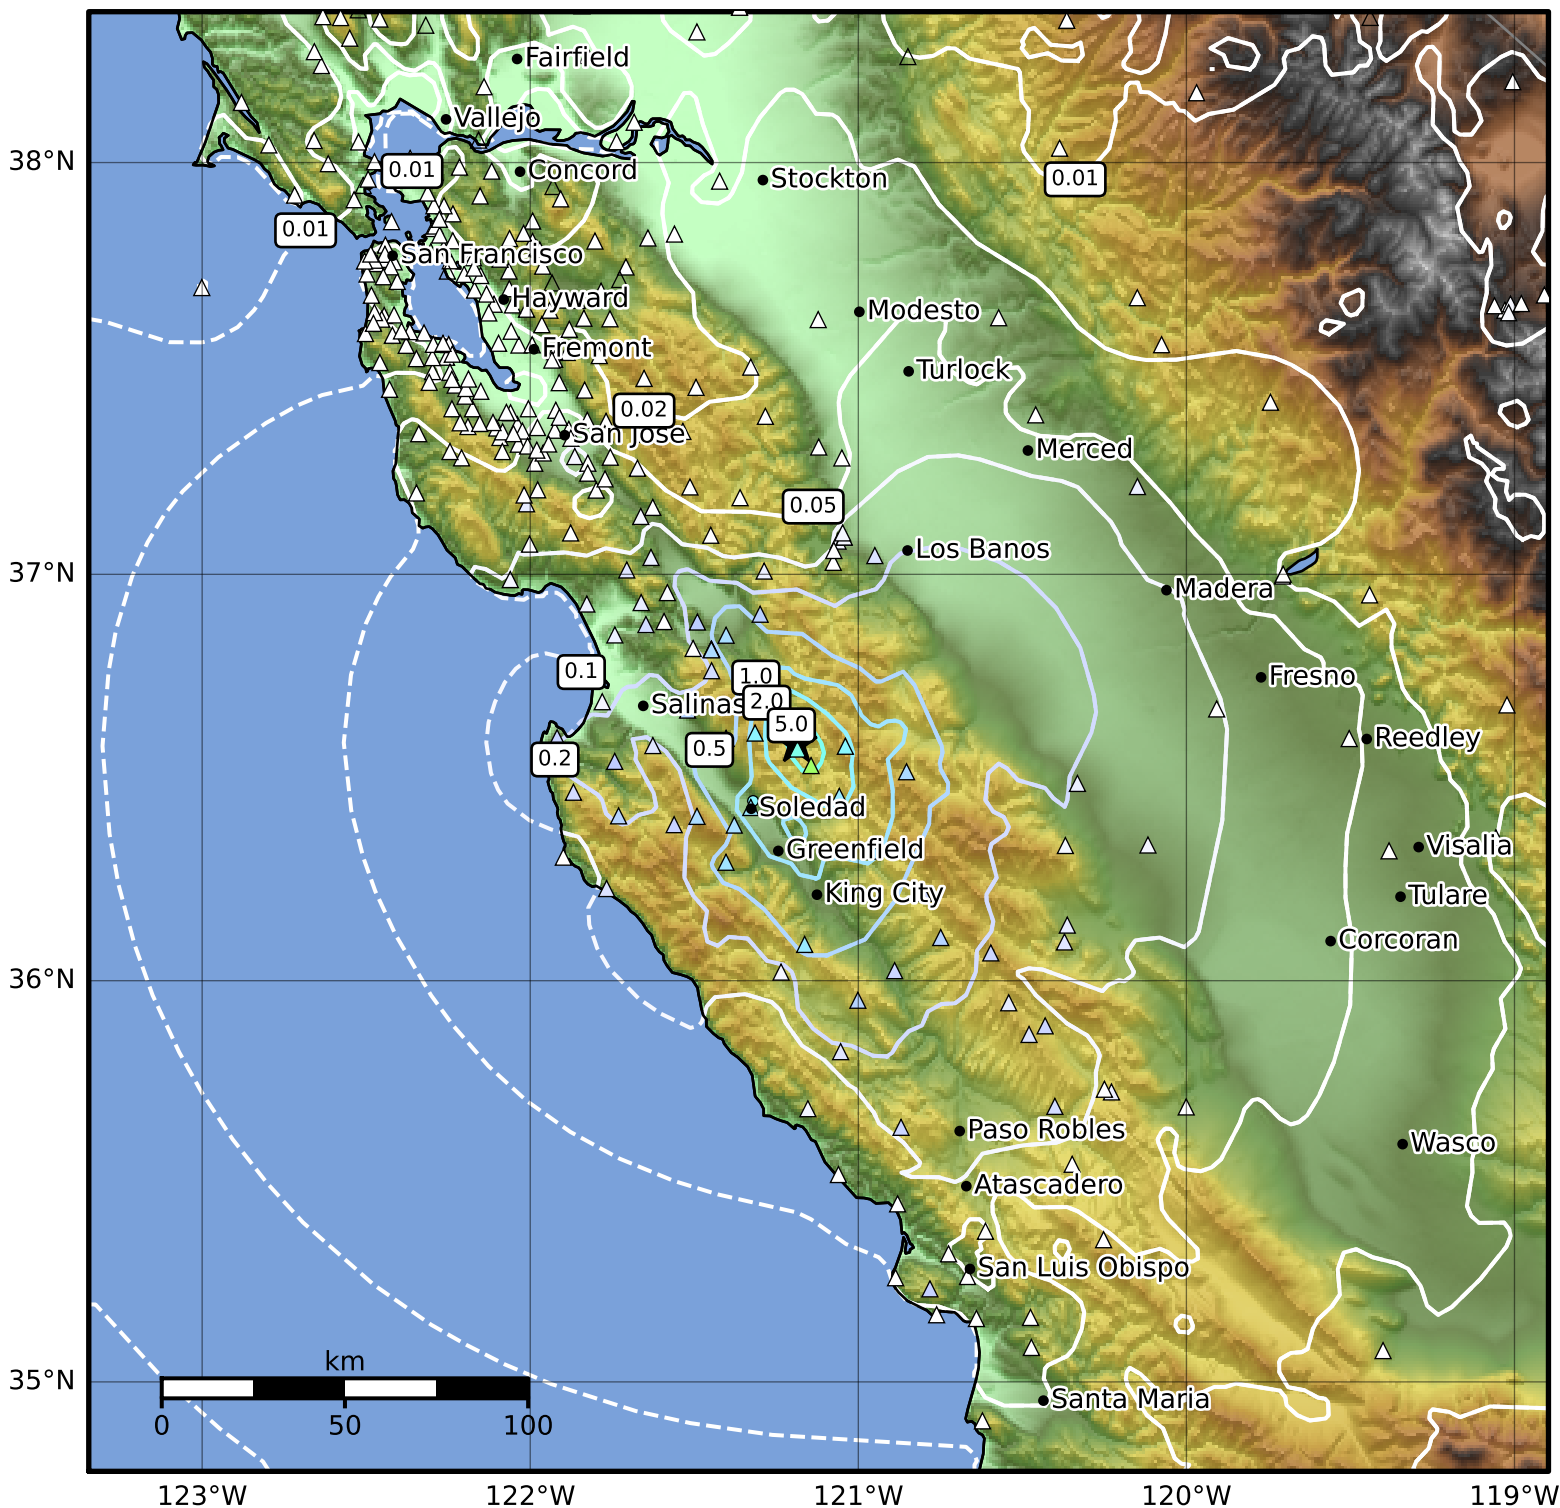 Fairfield
Vallejo
38°N
0.01
Concord
Stockton
0.01
0.01
San Francisco
Hayward
Modesto
Fremont
Turlock
0.02
San Jose
Merced
0.05
Los Banos
37°N
Madera
0.1
1.0
Fresno
2.0
Salinas
5.0
Reedley
0.5
0.2
Soledad
Greenfield
Visalia
King City
Tulare
Corcoran
36°N
Paso Robles
Wasco
Atascadero
San Luis Obispo
km
35°N
Santa Maria
0 50 100
123°W 122°W 121°W 120°W 119°W